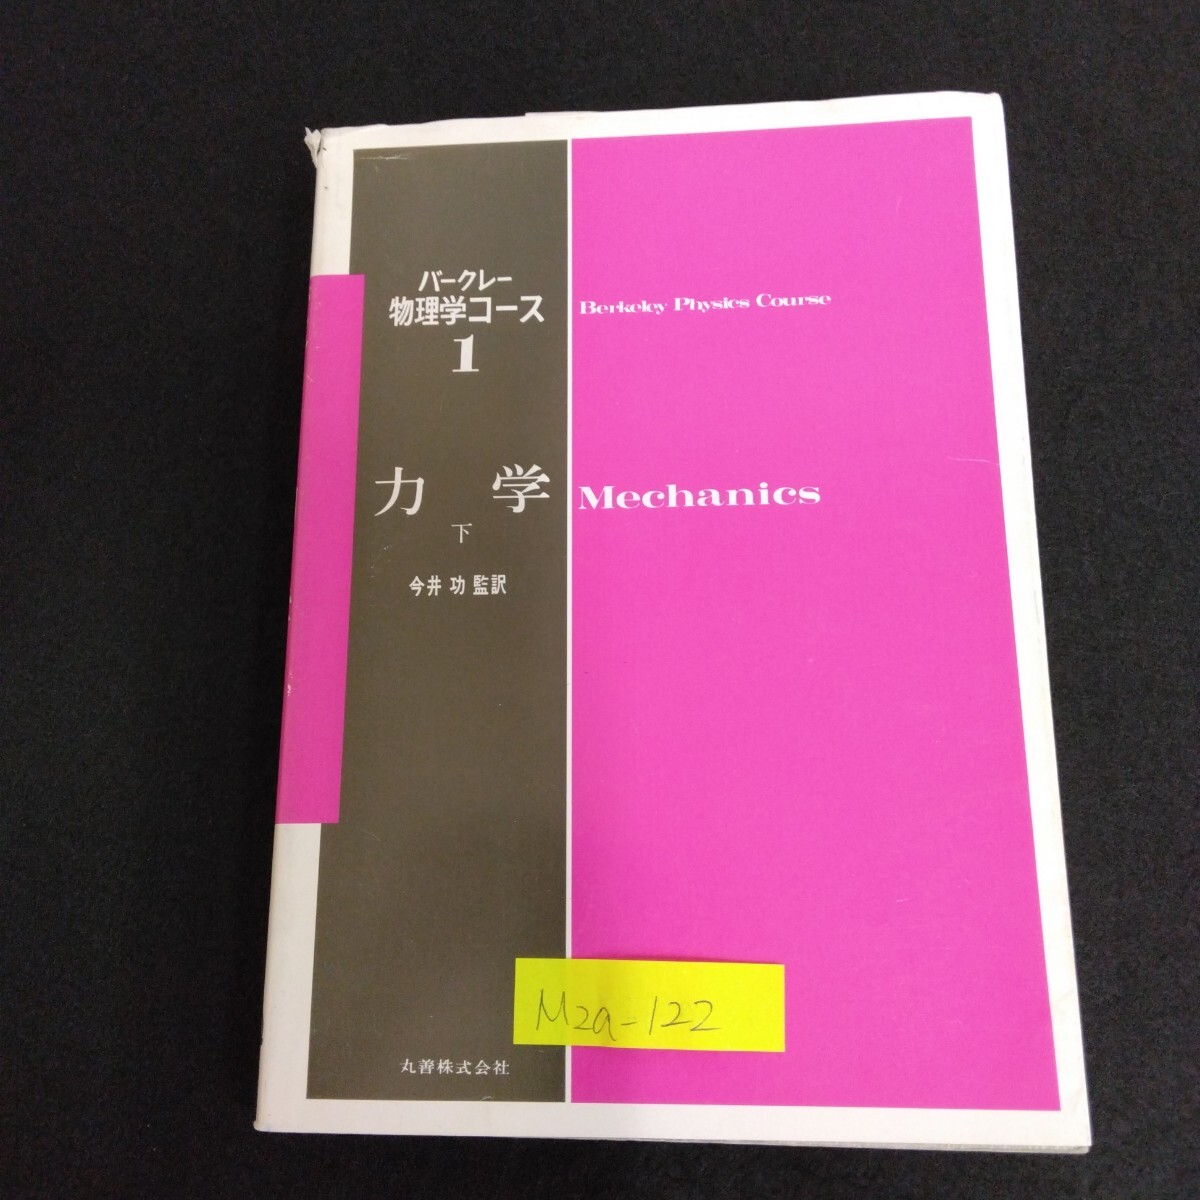 バークレー
物理学コース
1
Berkeley Physics Course
力学
下
Mechanics
今井 功 監訳
M2a-122
丸善株式会社